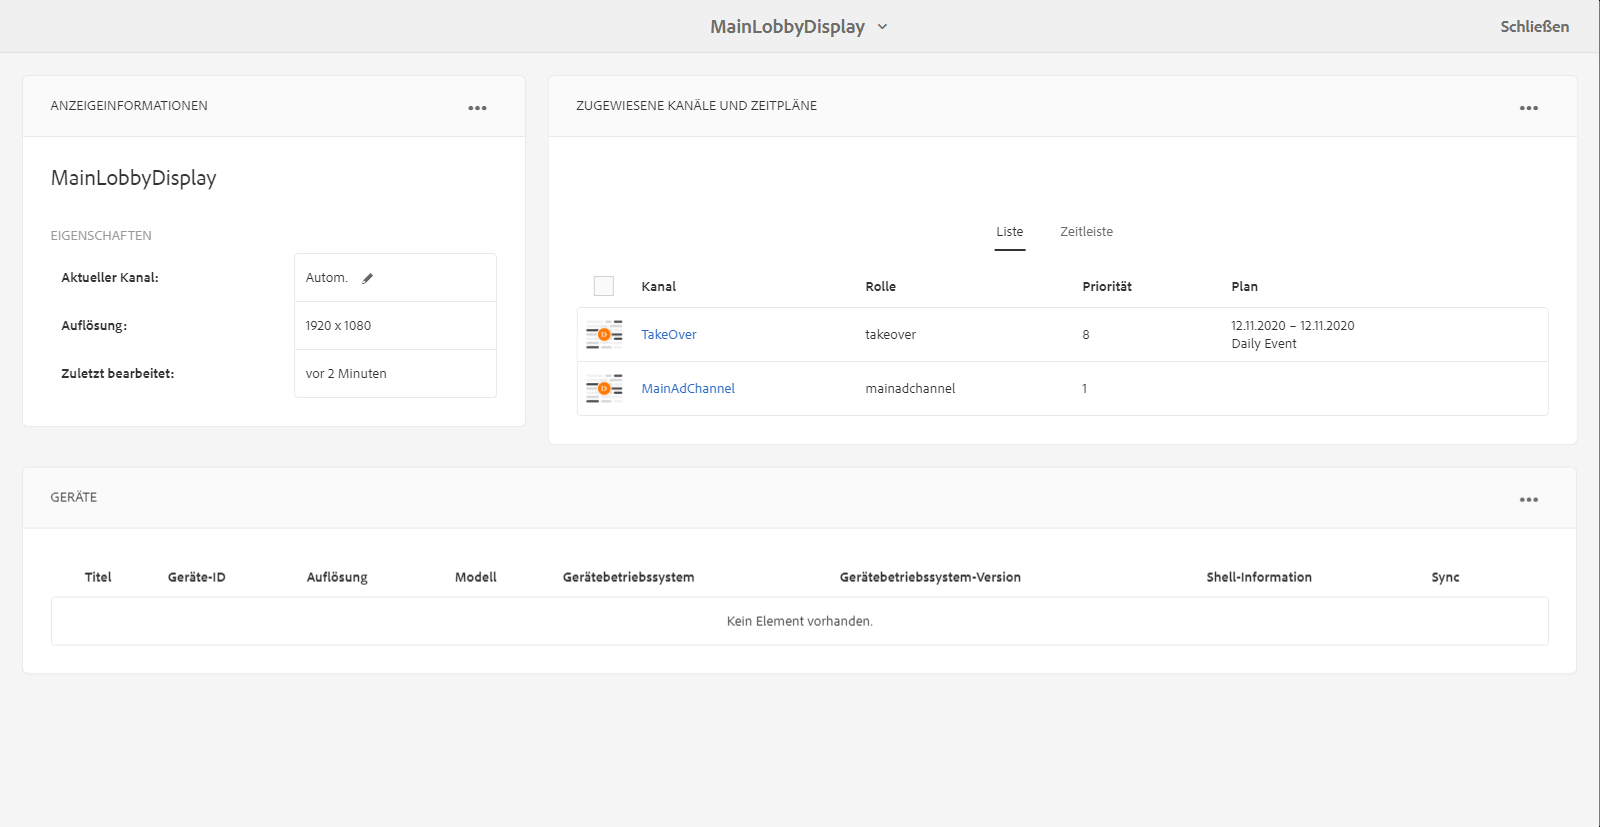 MainLobbyDisplay
Schließen
ANZEIGEINFORMATIONEN
MainLobbyDisplay
EIGENSCHAFTEN
Aktueller Kanal: Autom.
Auflösung: 1920 x 1080
Zuletzt bearbeitet: vor 2 Minuten
ZUGEWIESENE KANÄLE UND ZEITPLÄNE
Liste Zeitleiste
Kanal Rolle Priorität Plan
TakeOver takeover 8 12.11.2020 – 12.11.2020
Daily Event
MainAdChannel mainadchannel 1
GERÄTE
Titel Geräte-ID Auflösung Modell Gerätebetriebssystem Gerätebetriebssystem-Version Shell-Information Sync
Kein Element vorhanden.